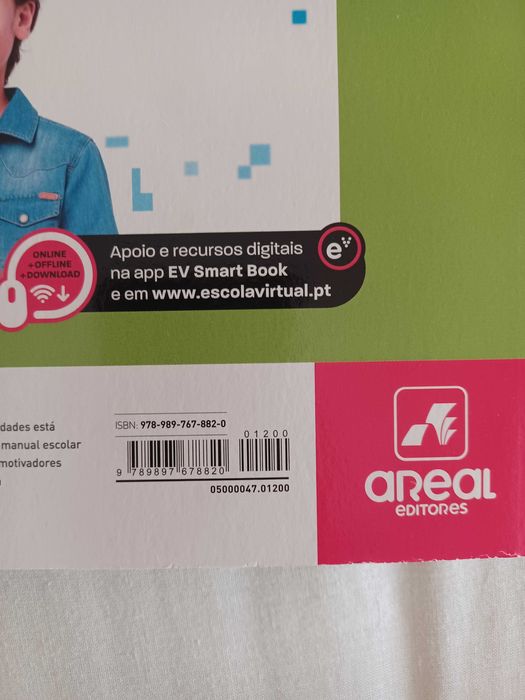 ONLINE
+OFFLINE
+DOWNLOAD
Apoio e recursos digitais
na app EV Smart Book
e em www.escolavirtual.pt
e
dades está
manual escolar
motivadores
ISBN: 978-989-767-882-0
01200
9 789897 678820
05000047.01200
aReaL
EDITORES